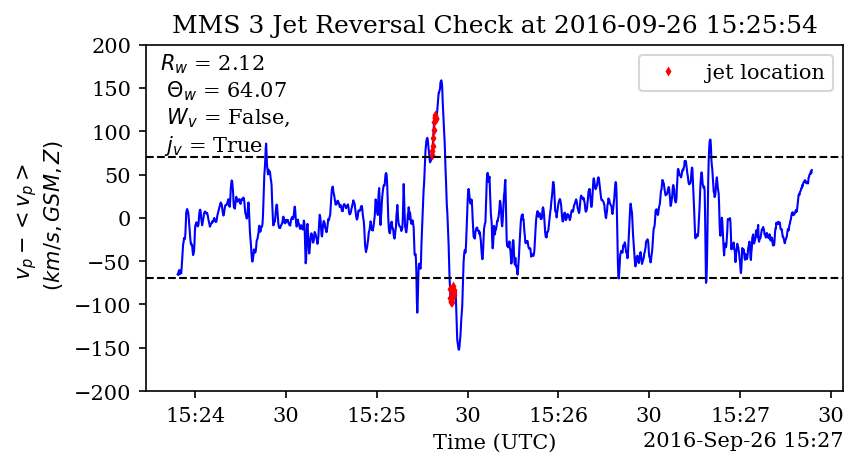 MMS 3 Jet Reversal Check at 2016-09-26 15:25:54
R_w = 2.12
Θ_w = 64.07
W_v = False,
j_v = True
jet location
v_p − < v_p >
(km/s, GSM, Z)
200
150
100
50
0
−50
−100
−150
−200
15:24 30 15:25 30 15:26 30 15:27 30
Time (UTC)
2016-Sep-26 15:27